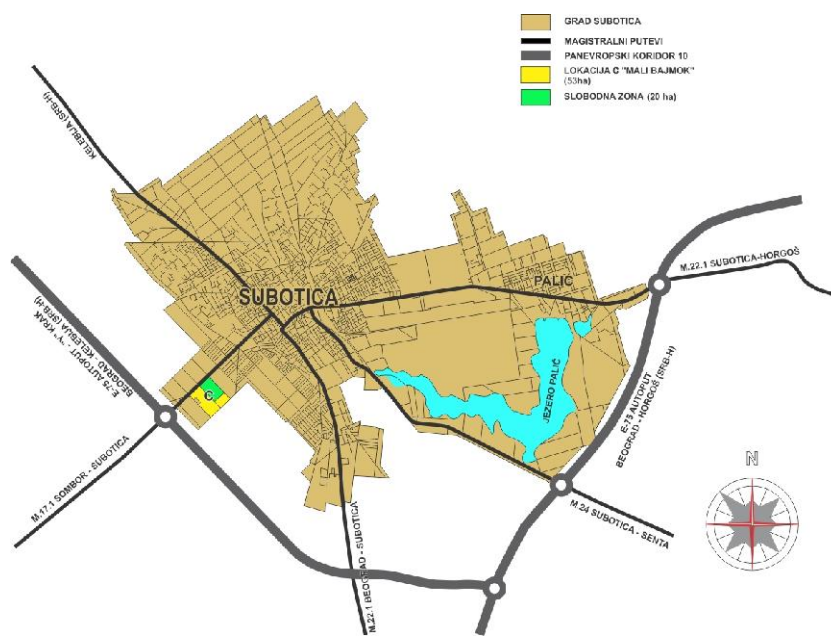 GRAD SUBOTICA
MAGISTRALNI PUTEVI
PANEVROPSKI KORIDOR 10
LOKACIJA C "MALI BAJMOK"
(53ha)
SLOBODNA ZONA (20 ha)
KELEBIJA (SRB-H)
SUBOTICA
PALIĆ
M.22.1 SUBOTICA-HORGOŠ
E-75 AUTOPUT - "Y" KRAK
BEOGRAD - KELEBIJA (SRB-H)
C
JEZERO PALIĆ
E-75 AUTOPUT
BEOGRAD - HORGOŠ (SRB-H)
M.17.1 SOMBOR - SUBOTICA
M.24 SUBOTICA - SENTA
M.22.1 BEOGRAD - SUBOTICA
N